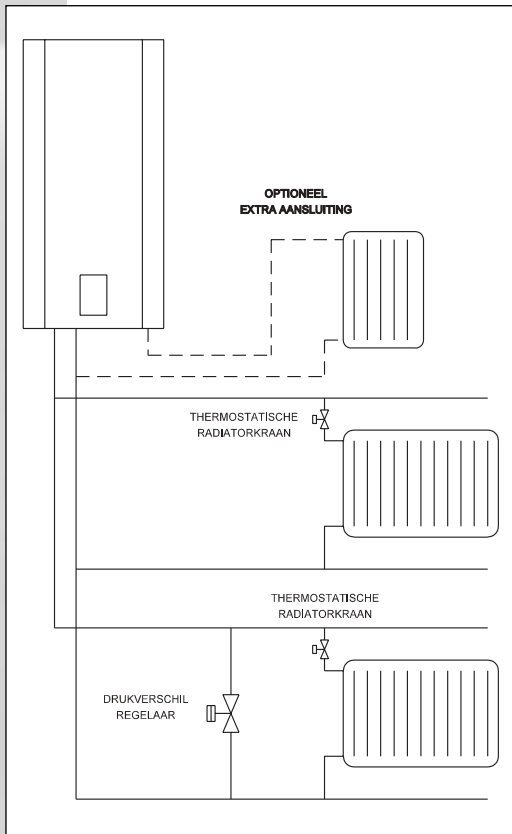 OPTIONEEL
EXTRA AANSLUITING
THERMOSTATISCHE
RADIATORKRAAN
THERMOSTATISCHE
RADIATORKRAAN
DRUKVERSCHIL
REGELAAR